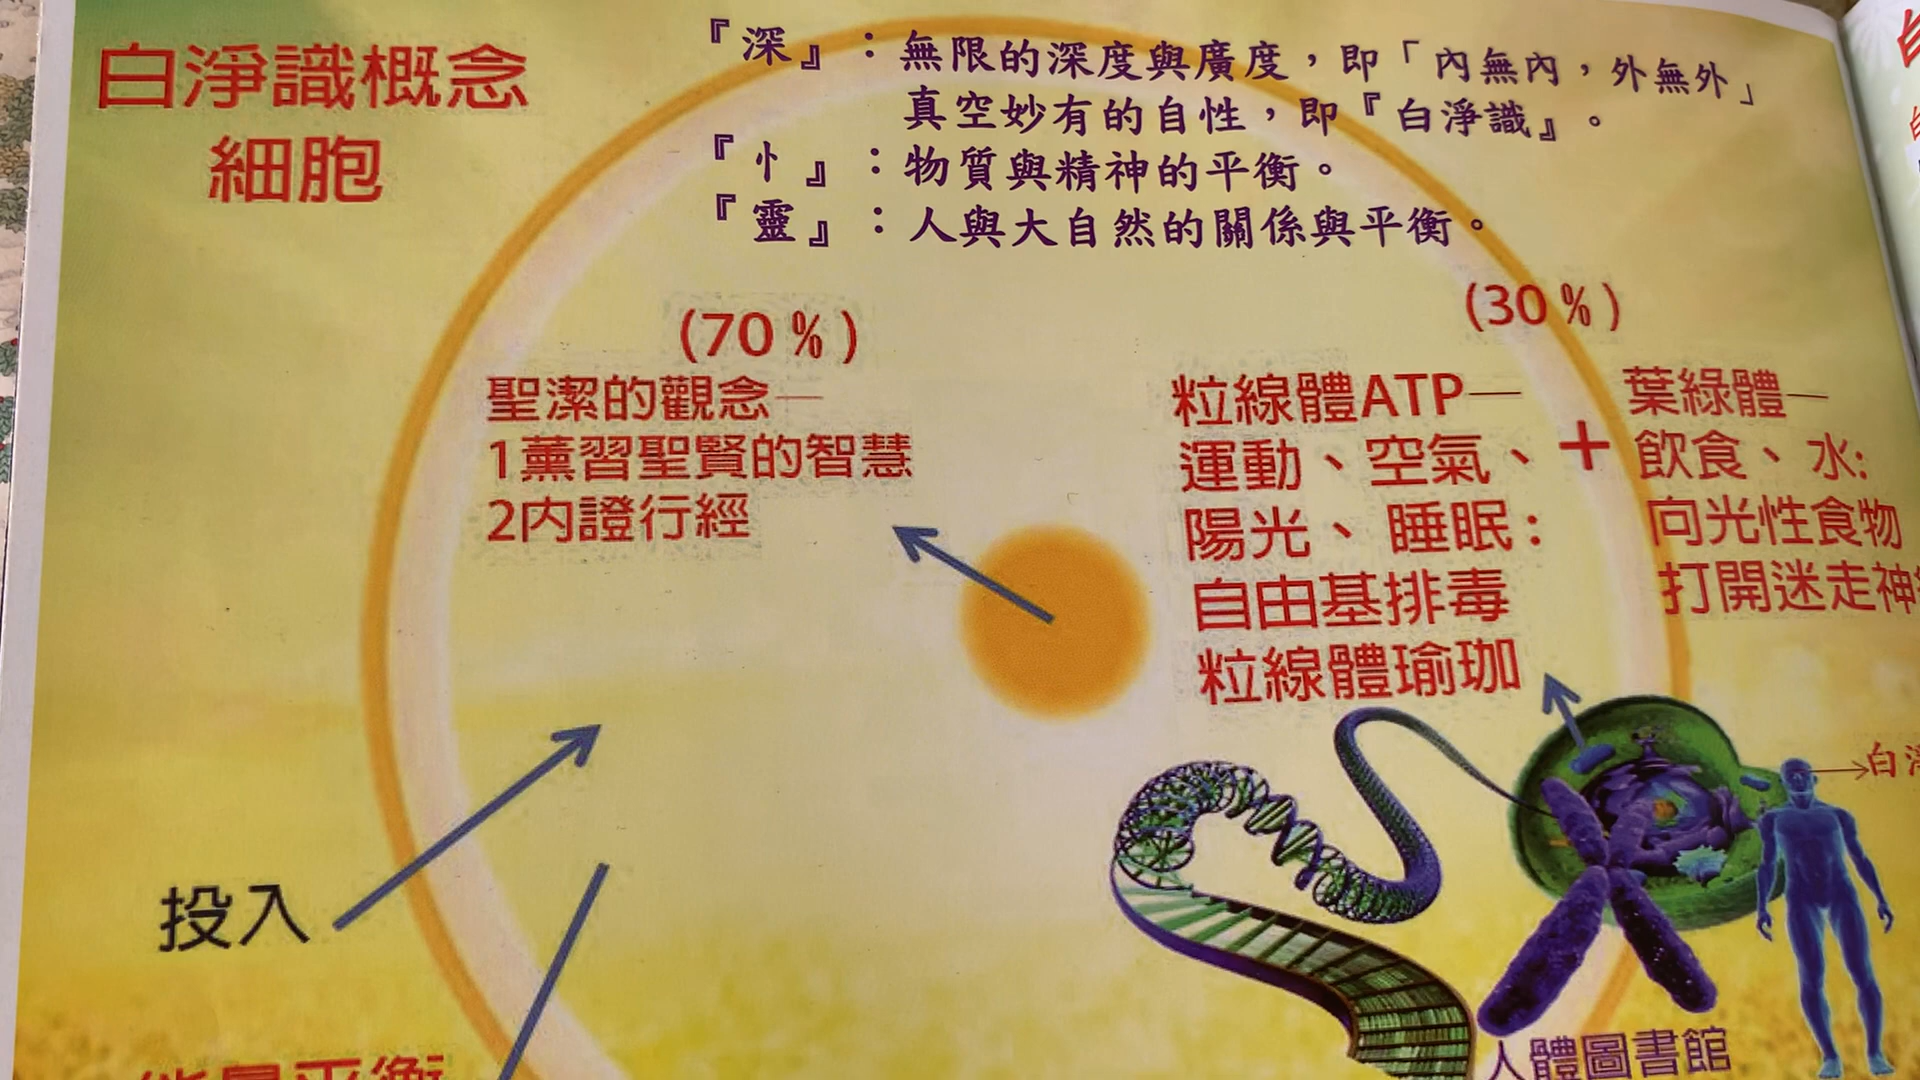 白淨識概念
細胞
『深』：無限的深度與廣度，即「內無內，外無外」
真空妙有的自性，即『白淨識』。
『忄』：物質與精神的平衡。
『靈』：人與大自然的關係與平衡。
(70%)
聖潔的觀念—
1薰習聖賢的智慧
2內證行經
(30%)
粒線體ATP—
運動、空氣、
陽光、睡眠:
自由基排毒
粒線體瑜珈
+
葉綠體—
飲食、水:
向光性食物
打開迷走神
白
投入
能量平衡
人體圖書館